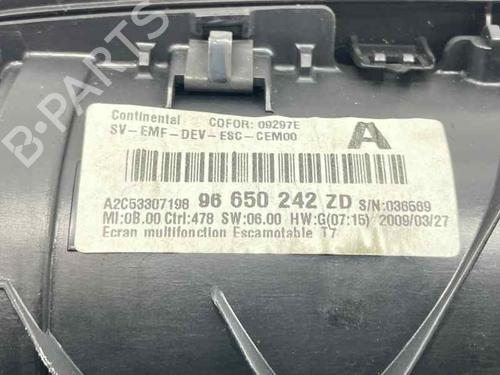 B-PARTS
Continental COFOR: 09297E
SV-EMF-DEV-ESC-CEM00
A
A2C53307198 96 650 242 ZD S/N:036569
MI:0B.00 Ctrl:478 SW:06.00 HW:G(07:15) 2009/03/27
Ecran multifonction Escamotable T7